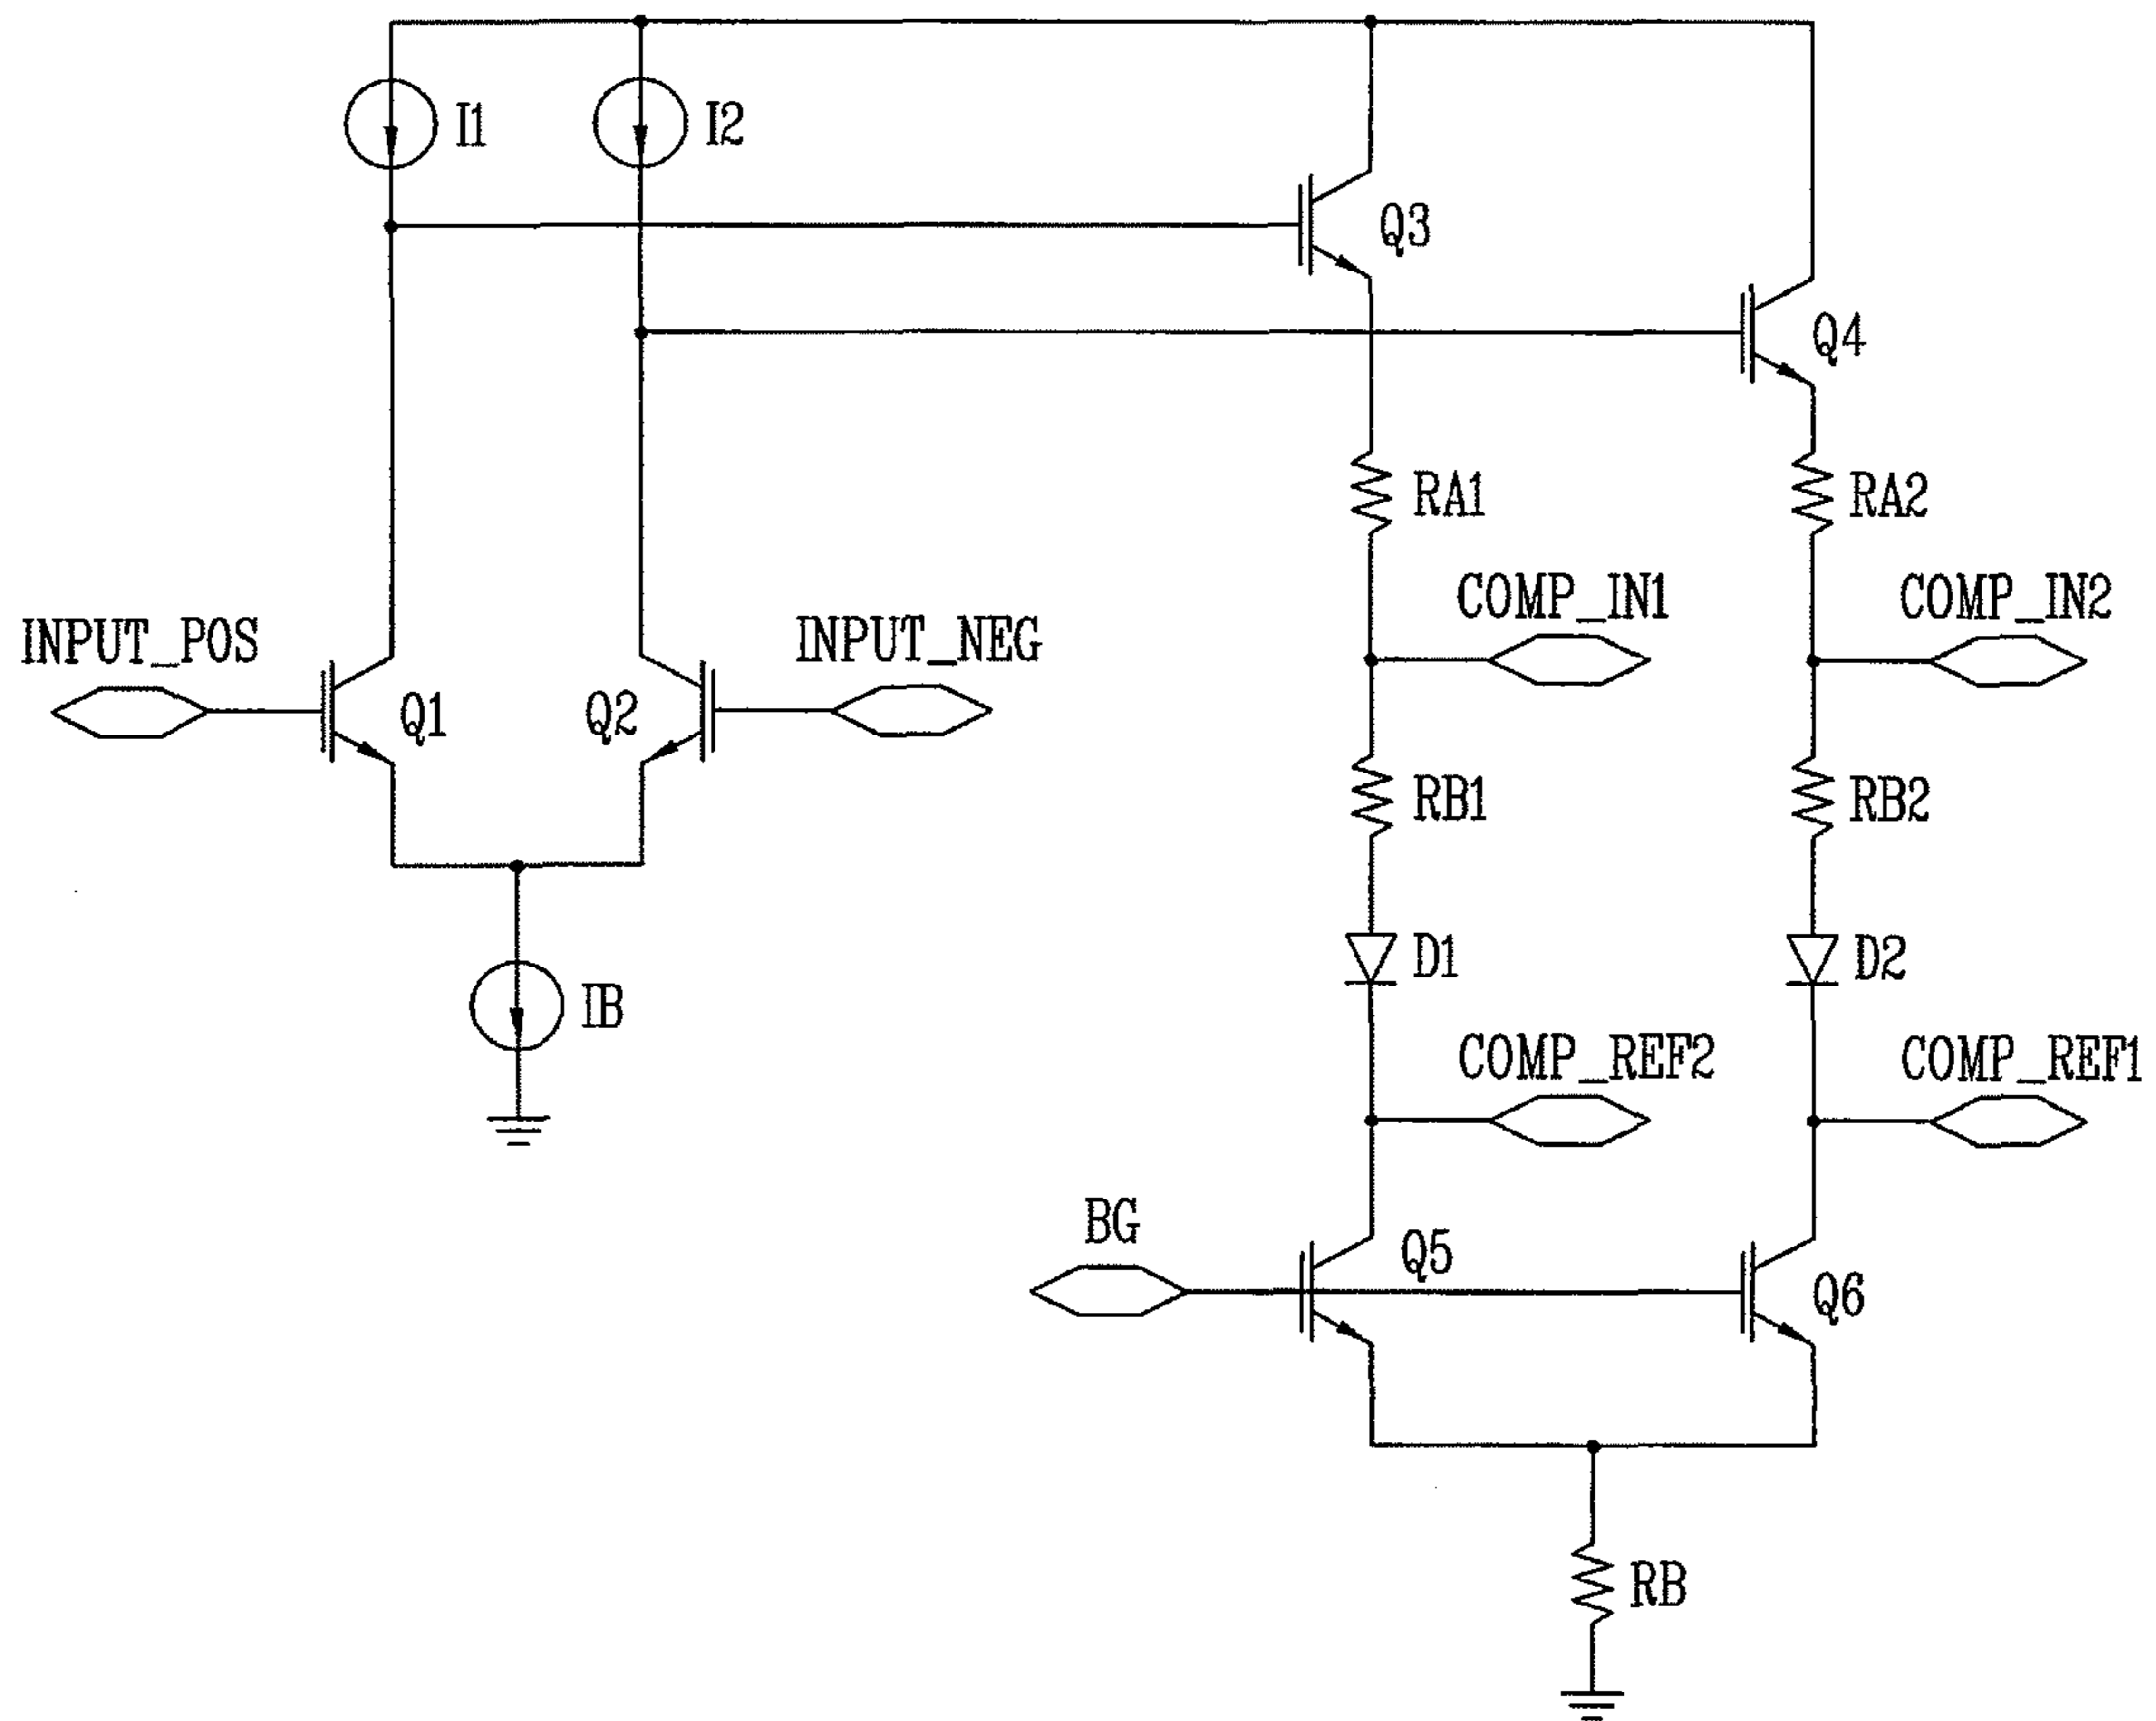 I1
I2
Q3
Q4
RA1
RA2
COMP_IN1
COMP_IN2
INPUT_POS
INPUT_NEG
Q1
Q2
RB1
RB2
D1
D2
IB
COMP_REF2
COMP_REF1
BG
Q5
Q6
RB